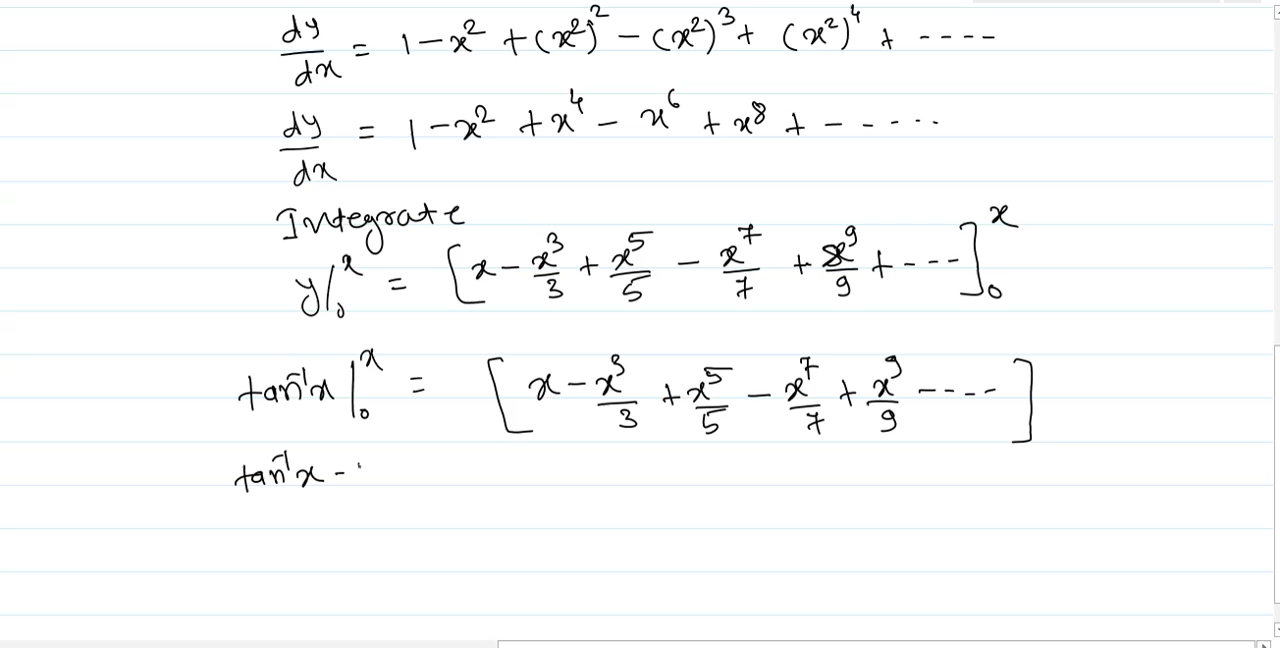 dy/dx = 1 - x² + (x²)² - (x²)³ + (x²)⁴ + ----
dy/dx = 1 - x² + x⁴ - x⁶ + x⁸ + -----
Integrate
y|₀ˣ = [x - x³/3 + x⁵/5 - x⁷/7 + x⁹/9 + ---]₀ˣ
tan⁻¹x |₀ˣ = [x - x³/3 + x⁵/5 - x⁷/7 + x⁹/9 ----]
tan⁻¹x -